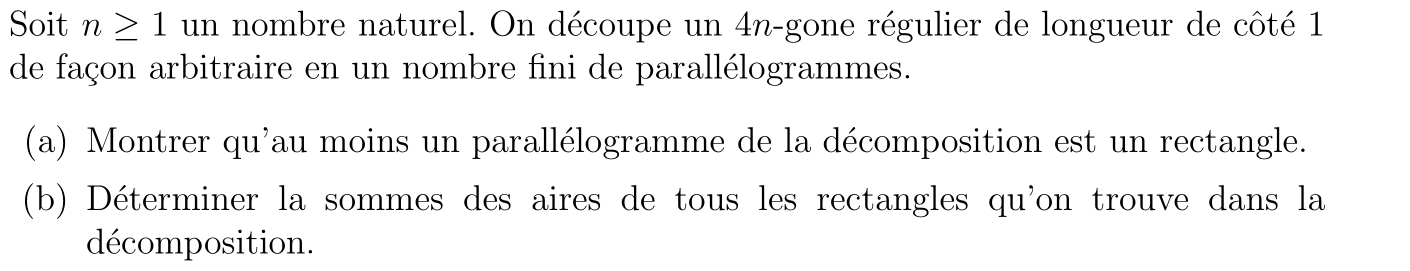 Soit n ≥ 1 un nombre naturel. On découpe un 4n-gone régulier de longueur de côté 1
de façon arbitraire en un nombre fini de parallélogrammes.
(a) Montrer qu'au moins un parallélogramme de la décomposition est un rectangle.
(b) Déterminer la sommes des aires de tous les rectangles qu'on trouve dans la
décomposition.